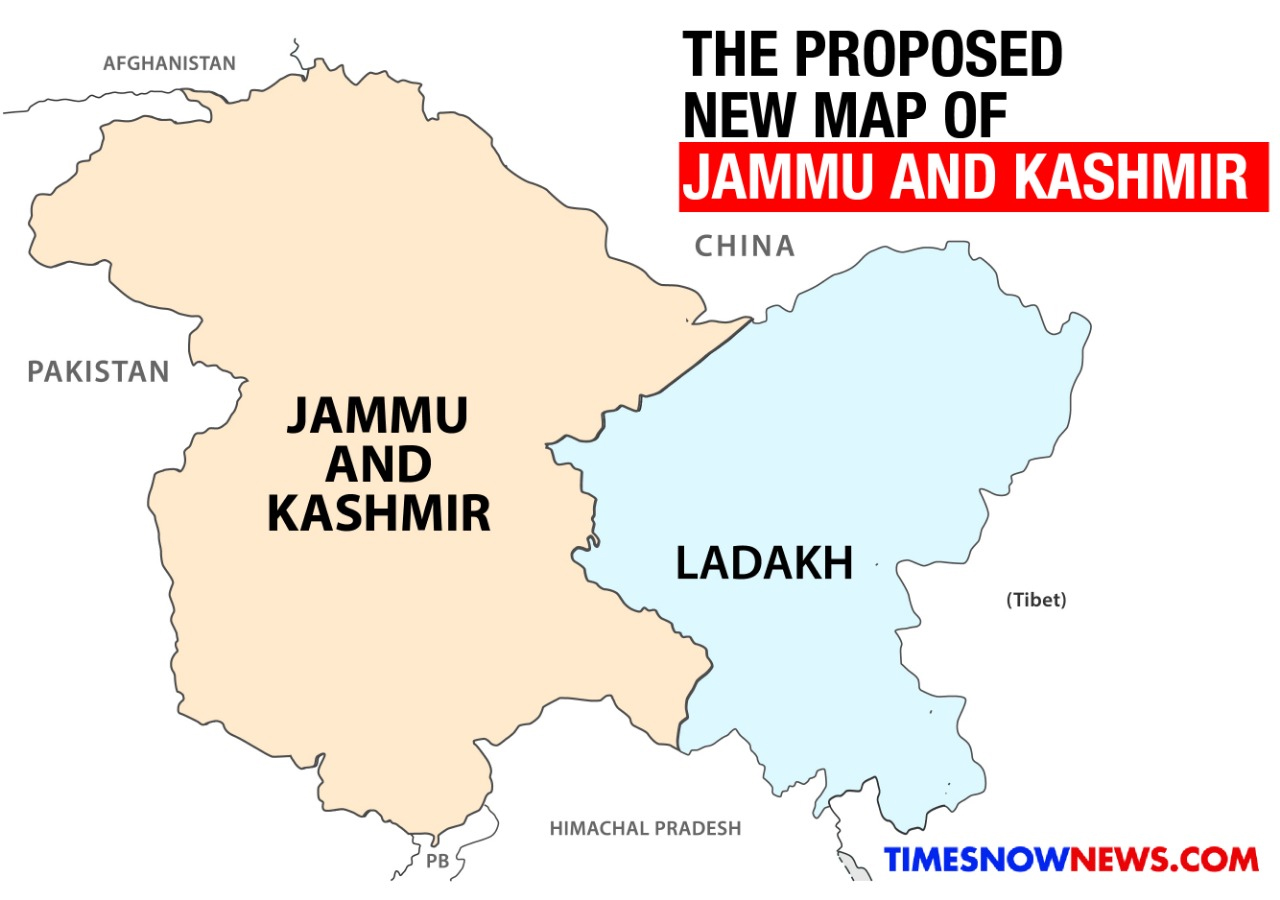 THE PROPOSED
NEW MAP OF
JAMMU AND KASHMIR
AFGHANISTAN
CHINA
PAKISTAN
JAMMU
AND
KASHMIR
LADAKH
(Tibet)
HIMACHAL PRADESH
PB
TIMESNOWNEWS.COM